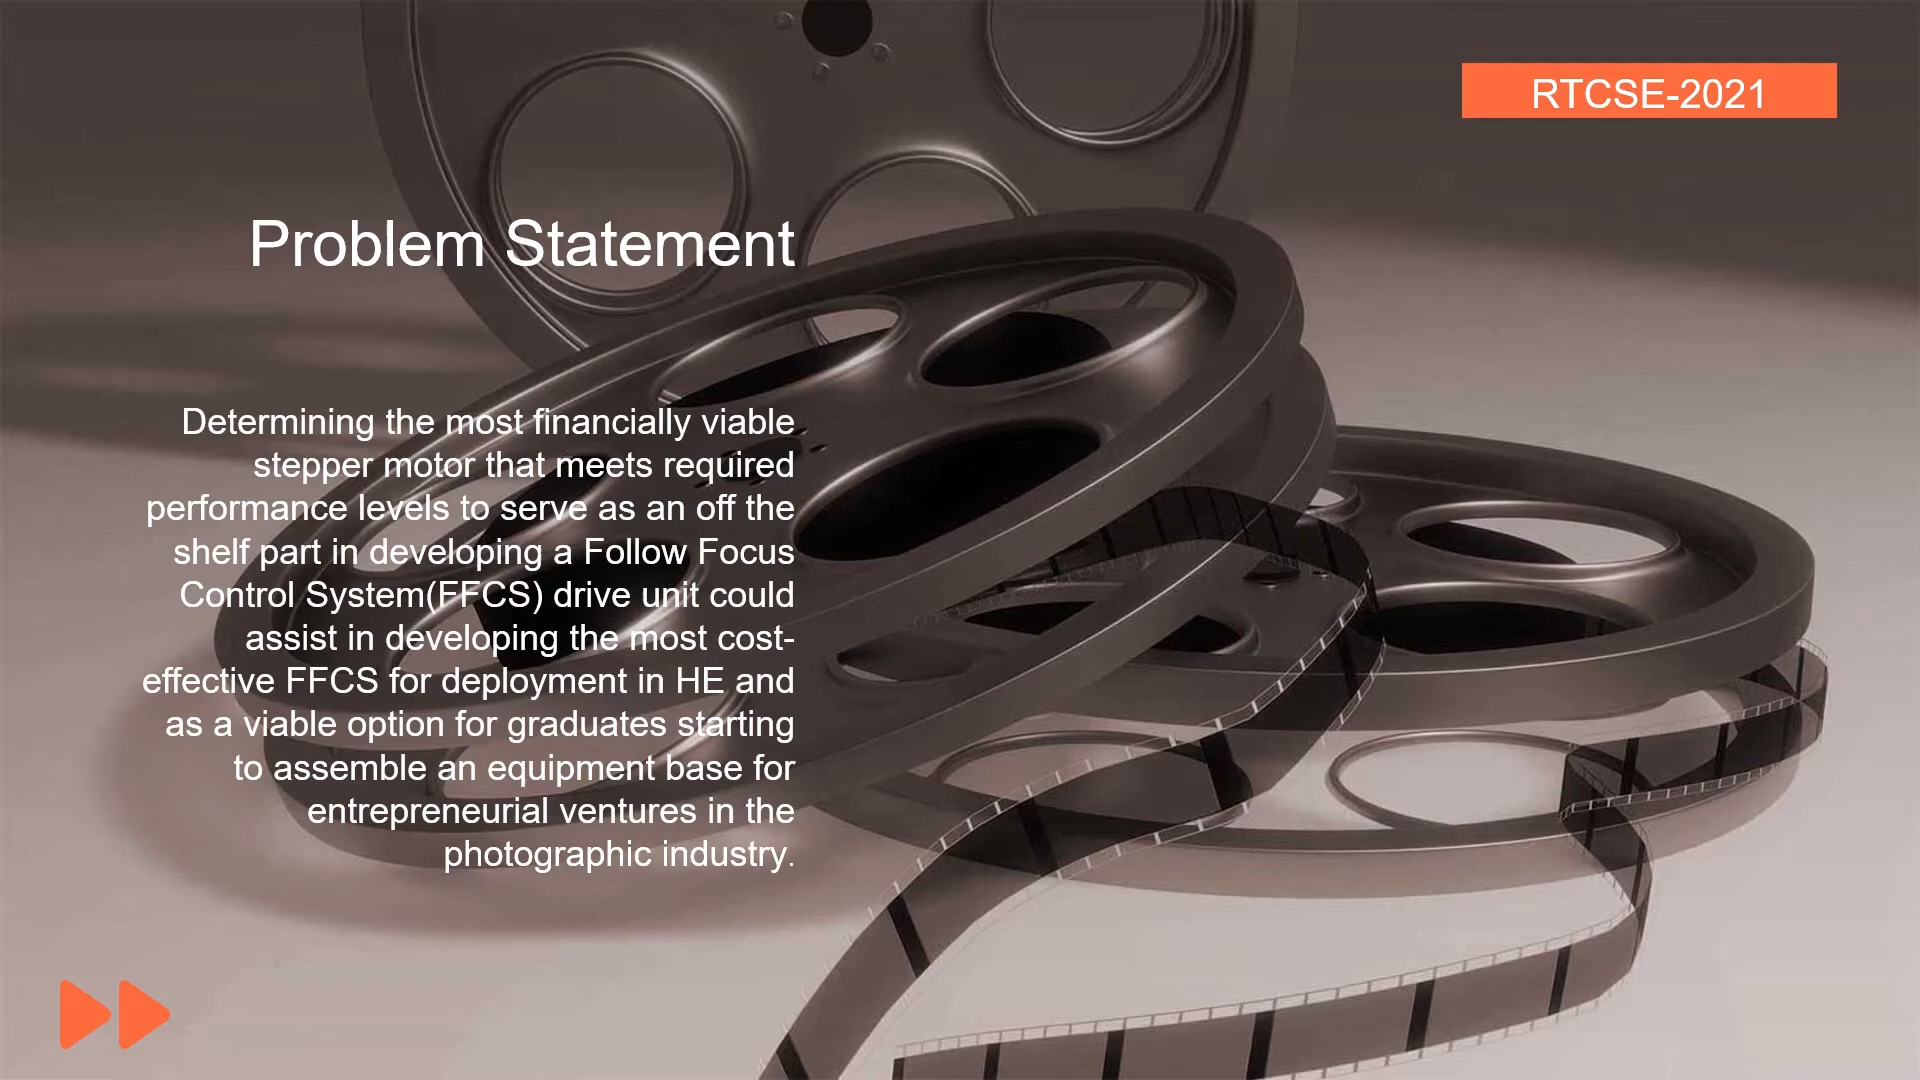 RTCSE-2021
Problem Statement
Determining the most financially viable
stepper motor that meets required
performance levels to serve as an off the
shelf part in developing a Follow Focus
Control System(FFCS) drive unit could
assist in developing the most cost-
effective FFCS for deployment in HE and
as a viable option for graduates starting
to assemble an equipment base for
entrepreneurial ventures in the
photographic industry.